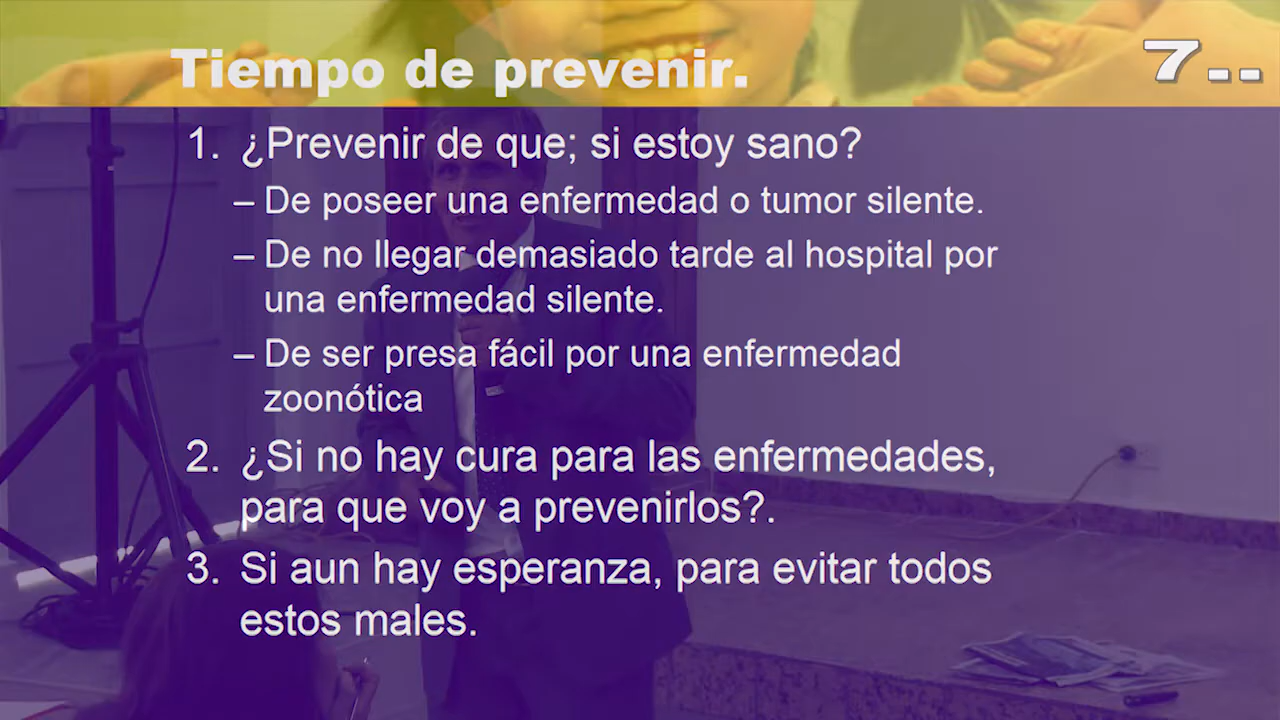 Tiempo de prevenir.
7--
1. ¿Prevenir de que; si estoy sano?
– De poseer una enfermedad o tumor silente.
– De no llegar demasiado tarde al hospital por
una enfermedad silente.
– De ser presa fácil por una enfermedad
zoonótica
2. ¿Si no hay cura para las enfermedades,
para que voy a prevenirlos?.
3. Si aun hay esperanza, para evitar todos
estos males.